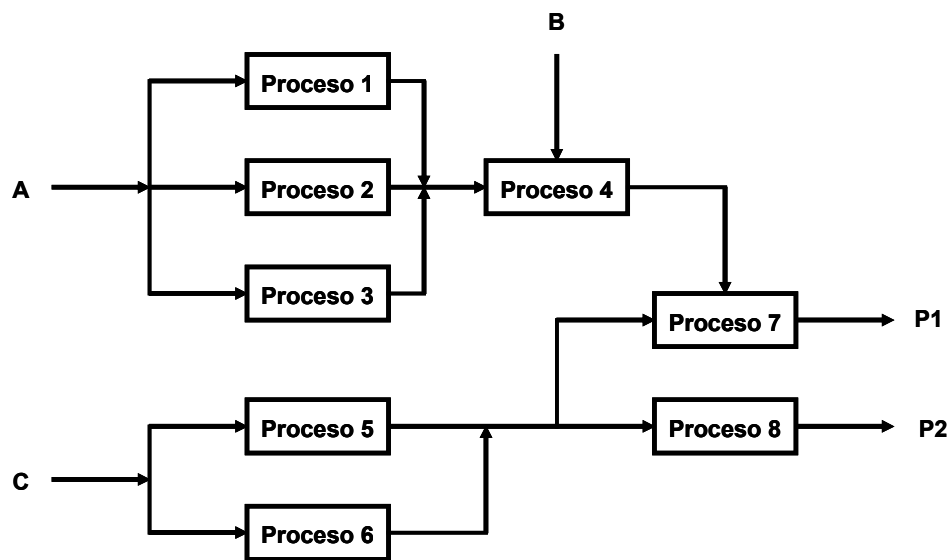 B
Proceso 1
A
Proceso 2
Proceso 4
Proceso 3
Proceso 7
P1
Proceso 5
Proceso 8
P2
C
Proceso 6